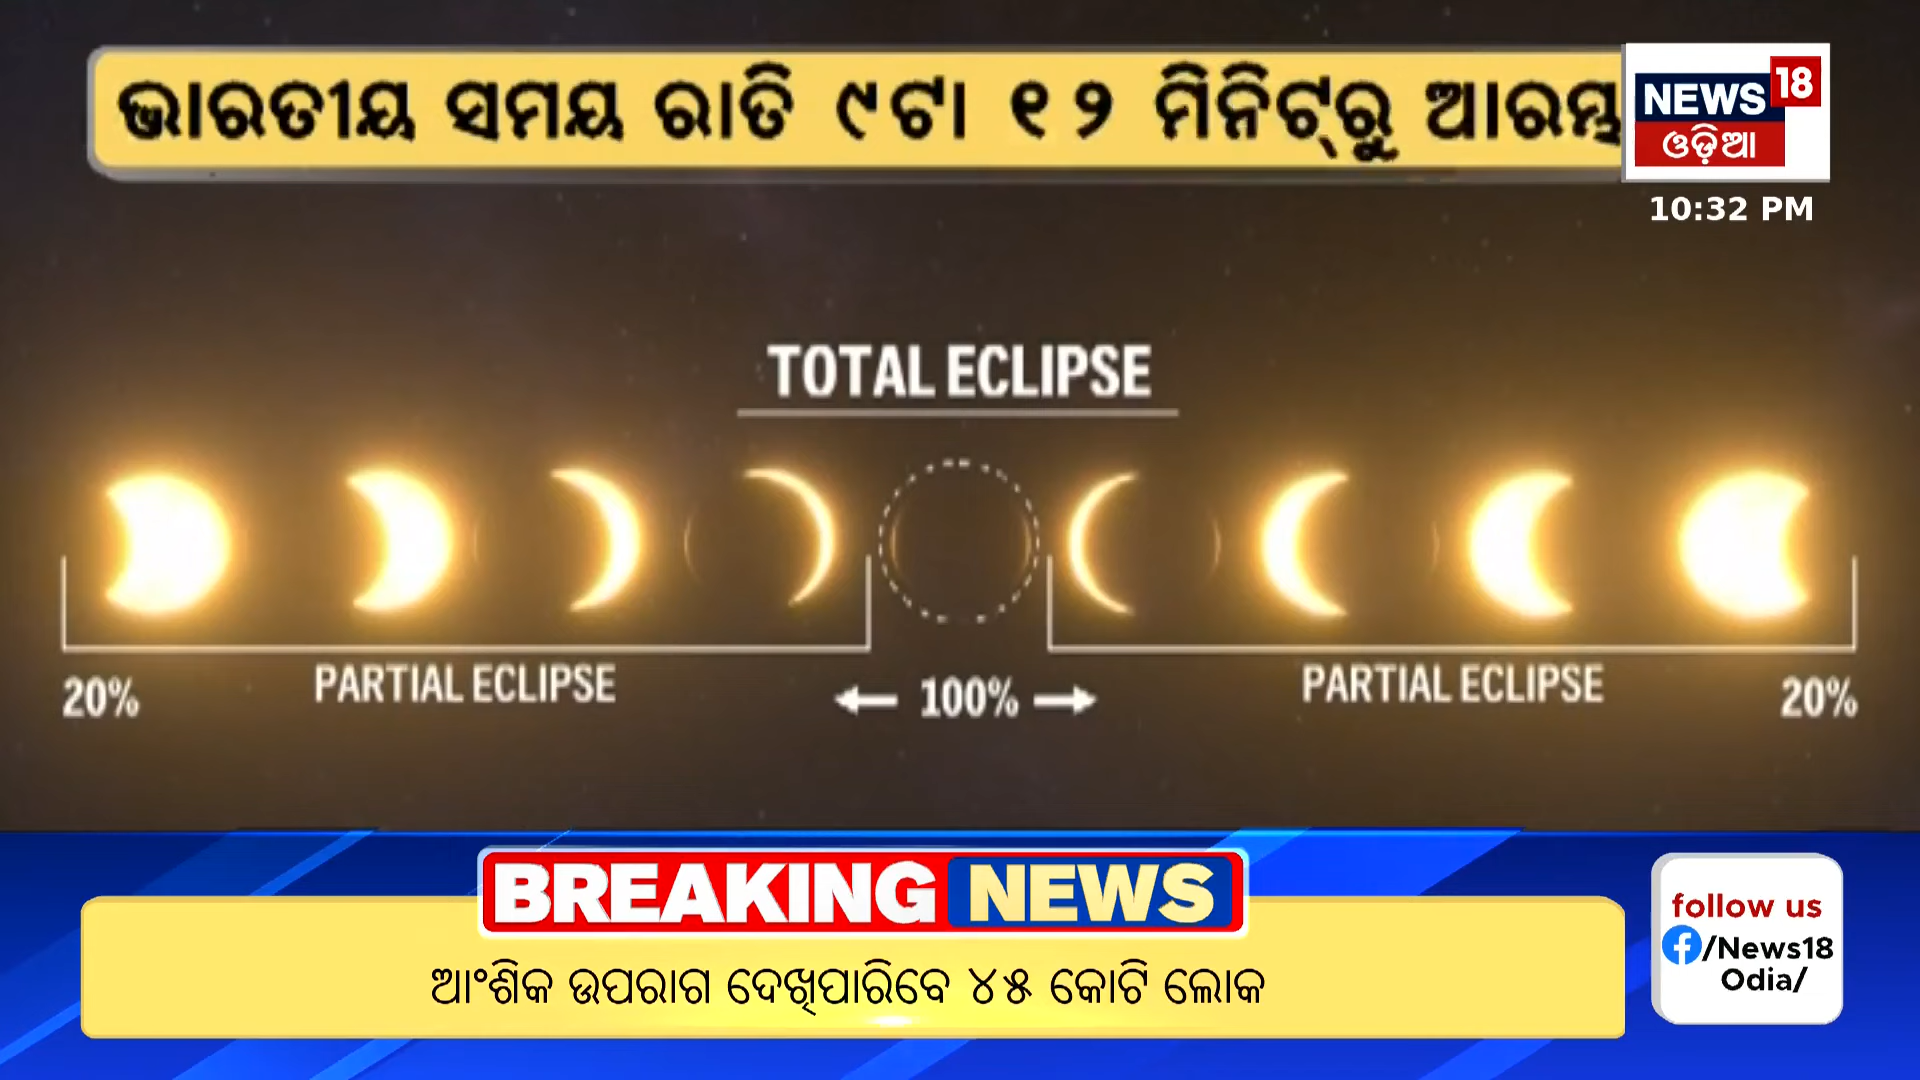 ଭାରତୀୟ ସମୟ ରାତି ୯ଟା ୧୨ ମିନିଟ୍‌ରୁ ଆରମ୍ଭ
NEWS 18
ଓଡ଼ିଆ
10:32 PM
TOTAL ECLIPSE
PARTIAL ECLIPSE
PARTIAL ECLIPSE
20%
100%
20%
BREAKING NEWS
ଆଂଶିକ ଉପରାଗ ଦେଖିପାରିବେ ୪୫ କୋଟି ଲୋକ
follow us
/News18
Odia/